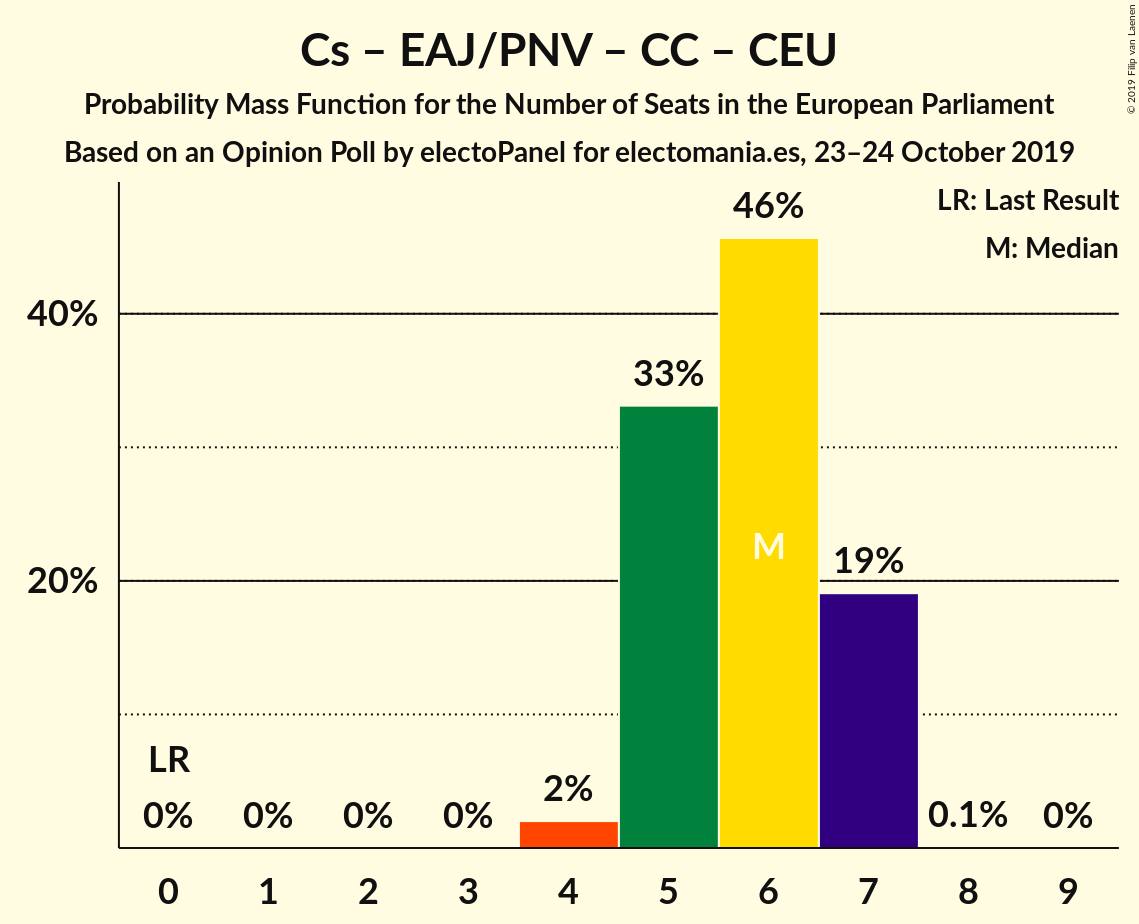 Cs – EAJ/PNV – CC – CEU
Probability Mass Function for the Number of Seats in the European Parliament
Based on an Opinion Poll by electoPanel for electomania.es, 23–24 October 2019
© 2019 Filip van Laenen
LR: Last Result
M: Median
46%
40%
33%
M
19%
20%
LR
2%
0% 0% 0% 0% 0.1% 0%
0 1 2 3 4 5 6 7 8 9